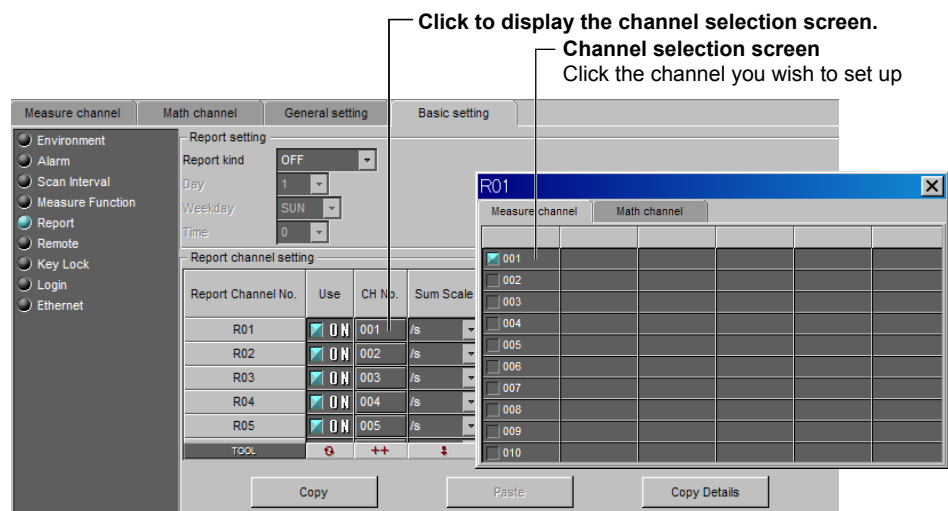 Click to display the channel selection screen.
Channel selection screen
Click the channel you wish to set up
Measure channel Math channel General setting Basic setting
Environment
Alarm
Scan Interval
Measure Function
Report
Remote
Key Lock
Login
Ethernet
Report setting
Report kind OFF
Day 1
Weekday SUN
Time 0
Report channel setting
Report Channel No. Use CH No. Sum Scale
R01 ON 001 /s
R02 ON 002 /s
R03 ON 003 /s
R04 ON 004 /s
R05 ON 005 /s
TOOL ++
R01
Measure channel Math channel
001
002
003
004
005
006
007
008
009
010
Copy Paste Copy Details